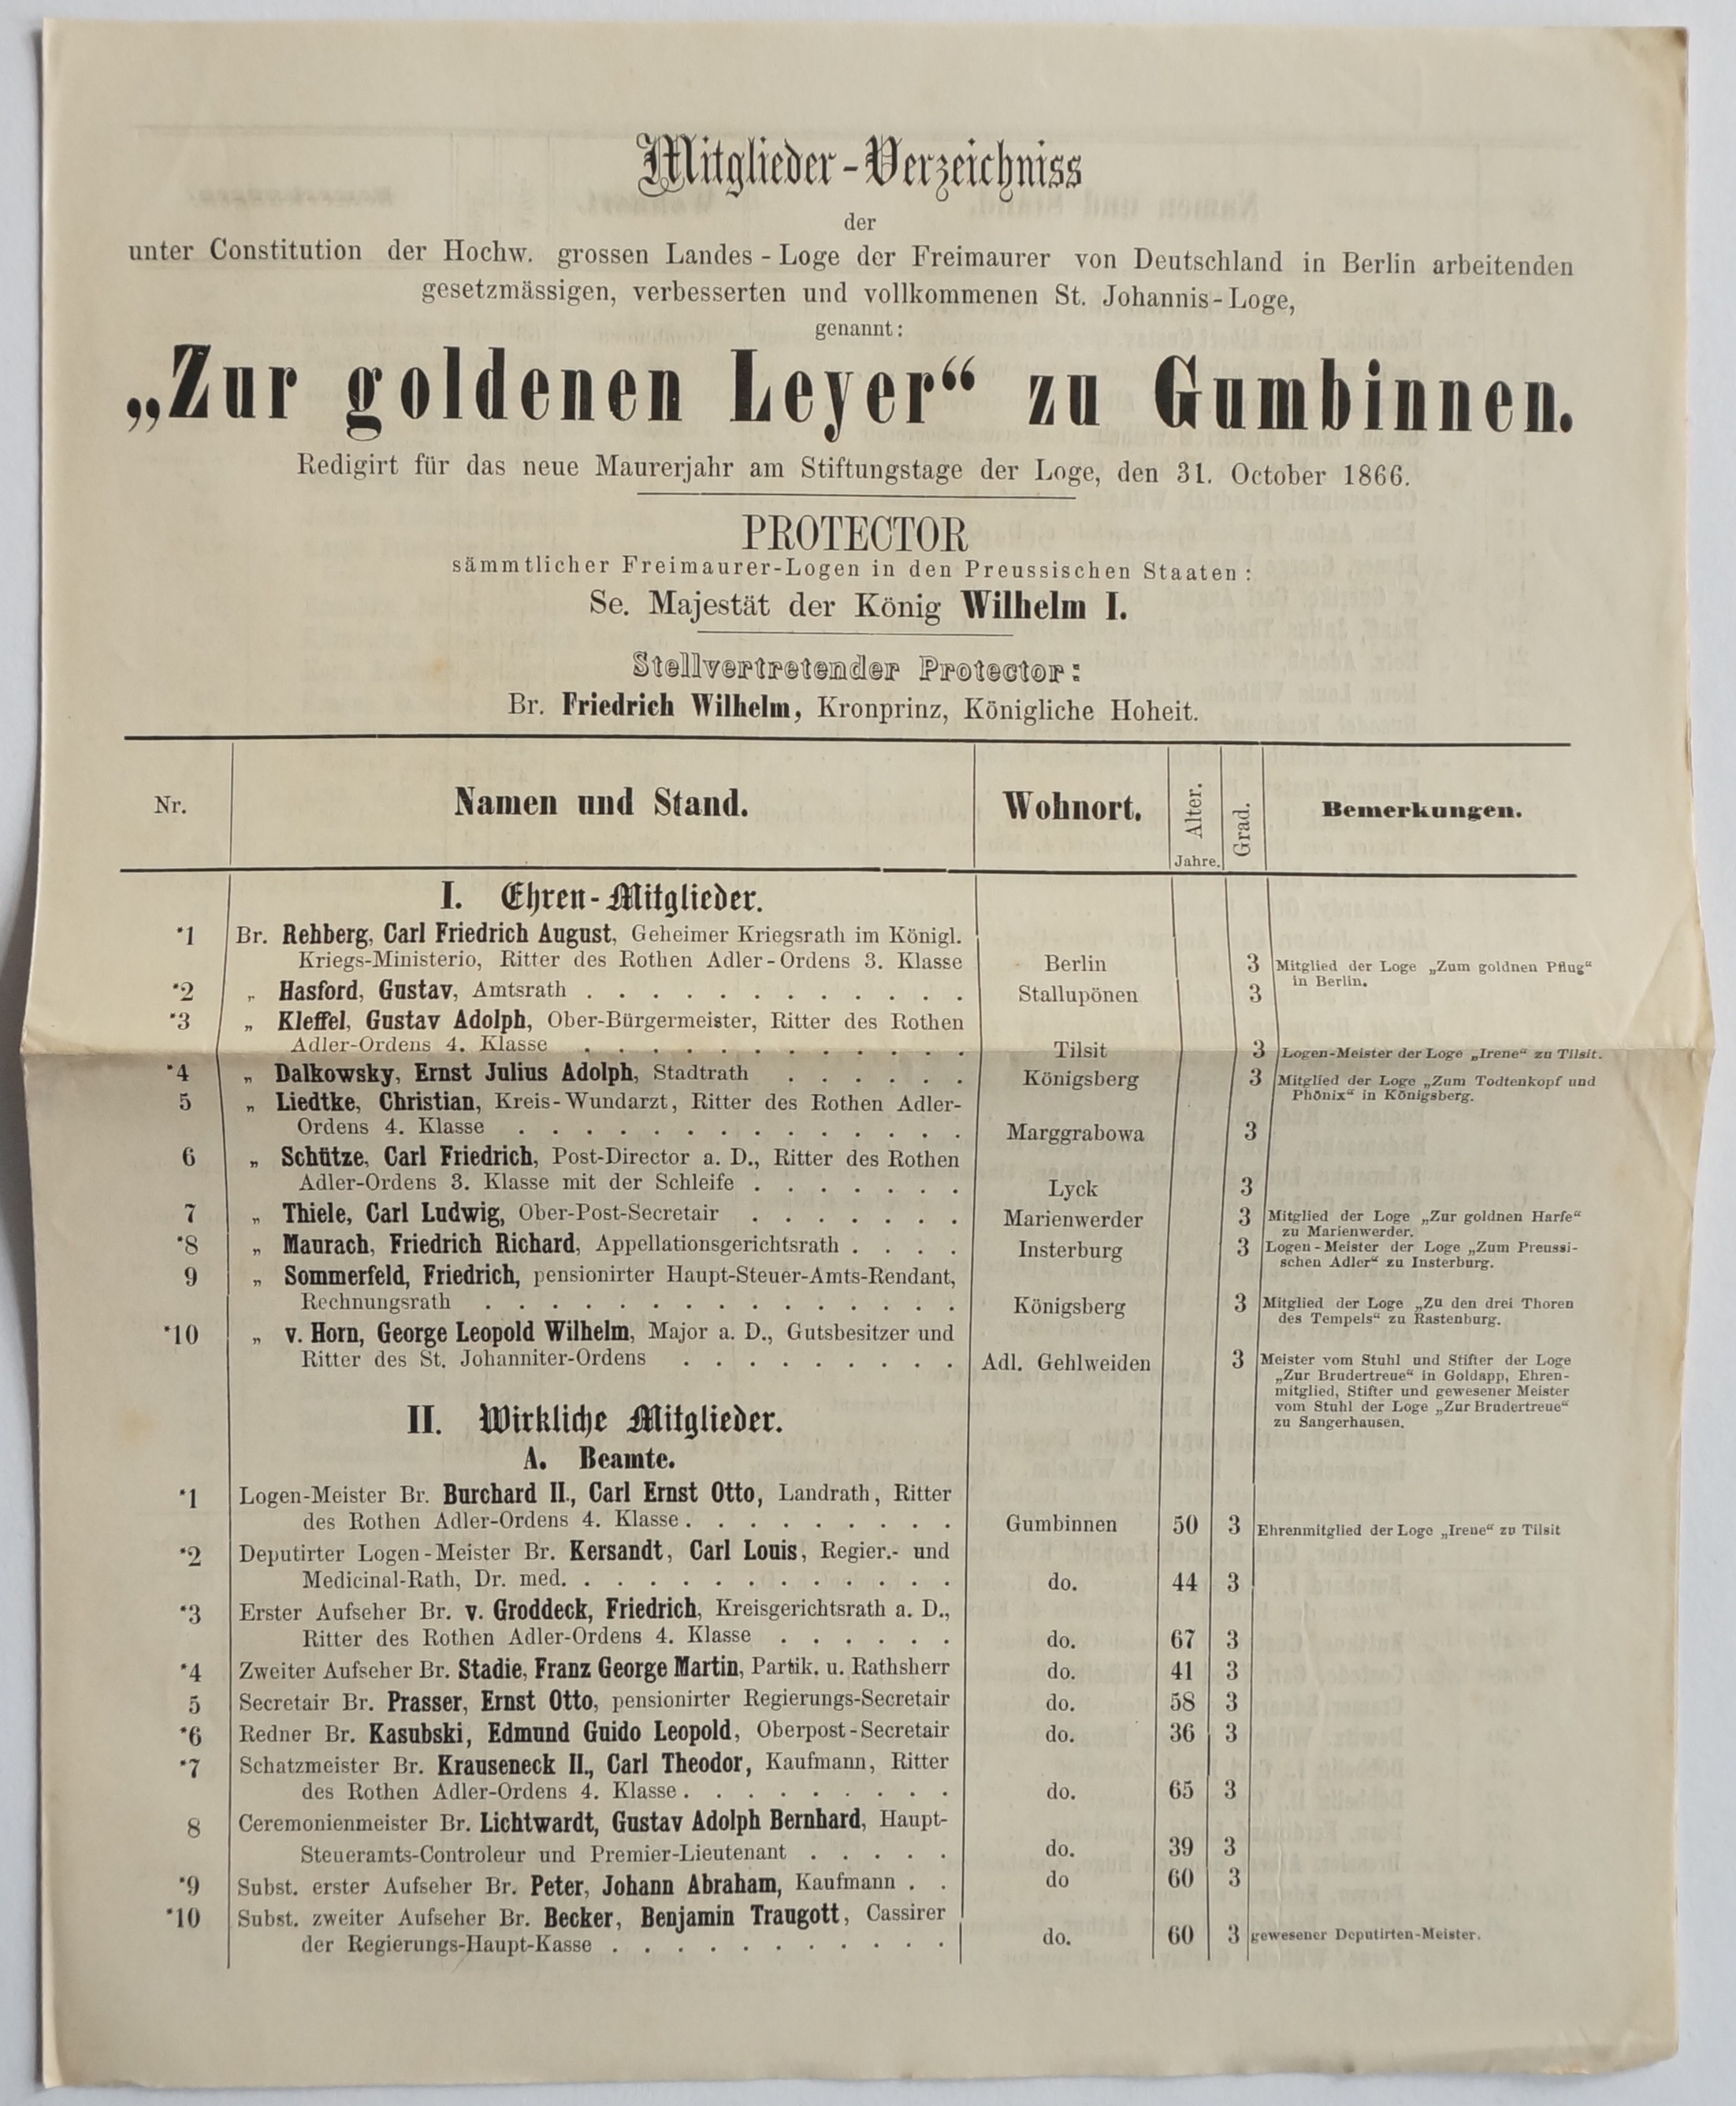 Mitglieder-Verzeichniss
der
unter Constitution der Hochw. grossen Landes-Loge der Freimaurer von Deutschland in Berlin arbeitenden
gesetzmässigen, verbesserten und vollkommenen St. Johannis-Loge,
genannt:
„Zur goldenen Leyer“ zu Gumbinnen.
Redigirt für das neue Maurerjahr am Stiftungstage der Loge, den 31. October 1866.
PROTECTOR
sämmtlicher Freimaurer-Logen in den Preussischen Staaten:
Se. Majestät der König Wilhelm I.
Stellvertretender Protector:
Br. Friedrich Wilhelm, Kronprinz, Königliche Hoheit.
Nr. Namen und Stand. Wohnort. Alter. Jahre. Grad. Bemerkungen.
I. Ehren-Mitglieder.
*1 Br. Rehberg, Carl Friedrich August, Geheimer Kriegsrath im Königl.
Kriegs-Ministerio, Ritter des Rothen Adler-Ordens 3. Klasse Berlin 3 Mitglied der Loge „Zum goldnen Pflug“
in Berlin.
*2 „ Hasford, Gustav, Amtsrath . . . . . . . . . . . . Stallupönen 3
*3 „ Kleffel, Gustav Adolph, Ober-Bürgermeister, Ritter des Rothen
Adler-Ordens 4. Klasse . . . . . . . . . . . . Tilsit 3 Logen-Meister der Loge „Irene“ zu Tilsit.
*4 „ Dalkowsky, Ernst Julius Adolph, Stadtrath . . . . . . Königsberg 3 Mitglied der Loge „Zum Todtenkopf und
Phönix“ in Königsberg.
5 „ Liedtke, Christian, Kreis-Wundarzt, Ritter des Rothen Adler-
Ordens 4. Klasse . . . . . . . . . . . . . . Marggrabowa 3
6 „ Schütze, Carl Friedrich, Post-Director a. D., Ritter des Rothen
Adler-Ordens 3. Klasse mit der Schleife . . . . . . . Lyck 3
7 „ Thiele, Carl Ludwig, Ober-Post-Secretair . . . . . . . Marienwerder 3 Mitglied der Loge „Zur goldnen Harfe“
zu Marienwerder.
*8 „ Maurach, Friedrich Richard, Appellationsgerichtsrath . . . . Insterburg 3 Logen-Meister der Loge „Zum Preussi-
schen Adler“ zu Insterburg.
9 „ Sommerfeld, Friedrich, pensionirter Haupt-Steuer-Amts-Rendant,
Rechnungsrath . . . . . . . . . . . . . . . Königsberg 3 Mitglied der Loge „Zu den drei Thoren
des Tempels“ zu Rastenburg.
*10 „ v. Horn, George Leopold Wilhelm, Major a. D., Gutsbesitzer und
Ritter des St. Johanniter-Ordens . . . . . . . . . Adl. Gehlweiden 3 Meister vom Stuhl und Stifter der Loge
„Zur Brudertreue“ in Goldapp, Ehren-
mitglied, Stifter und gewesener Meister
vom Stuhl der Loge „Zur Brudertreue“
zu Sangerhausen.
II. Wirkliche Mitglieder.
A. Beamte.
*1 Logen-Meister Br. Burchard II., Carl Ernst Otto, Landrath, Ritter
des Rothen Adler-Ordens 4. Klasse . . . . . . . . . . Gumbinnen 50 3 Ehrenmitglied der Loge „Irene“ zu Tilsit
*2 Deputirter Logen-Meister Br. Kersandt, Carl Louis, Regier.- und
Medicinal-Rath, Dr. med. . . . . . . . . . . . . . do. 44 3
*3 Erster Aufseher Br. v. Groddeck, Friedrich, Kreisgerichtsrath a. D.,
Ritter des Rothen Adler-Ordens 4. Klasse . . . . . . do. 67 3
*4 Zweiter Aufseher Br. Stadie, Franz George Martin, Partik. u. Rathsherr do. 41 3
5 Secretair Br. Prasser, Ernst Otto, pensionirter Regierungs-Secretair do. 58 3
*6 Redner Br. Kasubski, Edmund Guido Leopold, Oberpost-Secretair do. 36 3
*7 Schatzmeister Br. Krauseneck II., Carl Theodor, Kaufmann, Ritter
des Rothen Adler-Ordens 4. Klasse . . . . . . . . . . do. 65 3
8 Ceremonienmeister Br. Lichtwardt, Gustav Adolph Bernhard, Haupt-
Steueramts-Controleur und Premier-Lieutenant . . . . . do. 39 3
*9 Subst. erster Aufseher Br. Peter, Johann Abraham, Kaufmann . . do 60 3
*10 Subst. zweiter Aufseher Br. Becker, Benjamin Traugott, Cassirer
der Regierungs-Haupt-Kasse . . . . . . . . . . . do. 60 3 gewesener Deputirten-Meister.